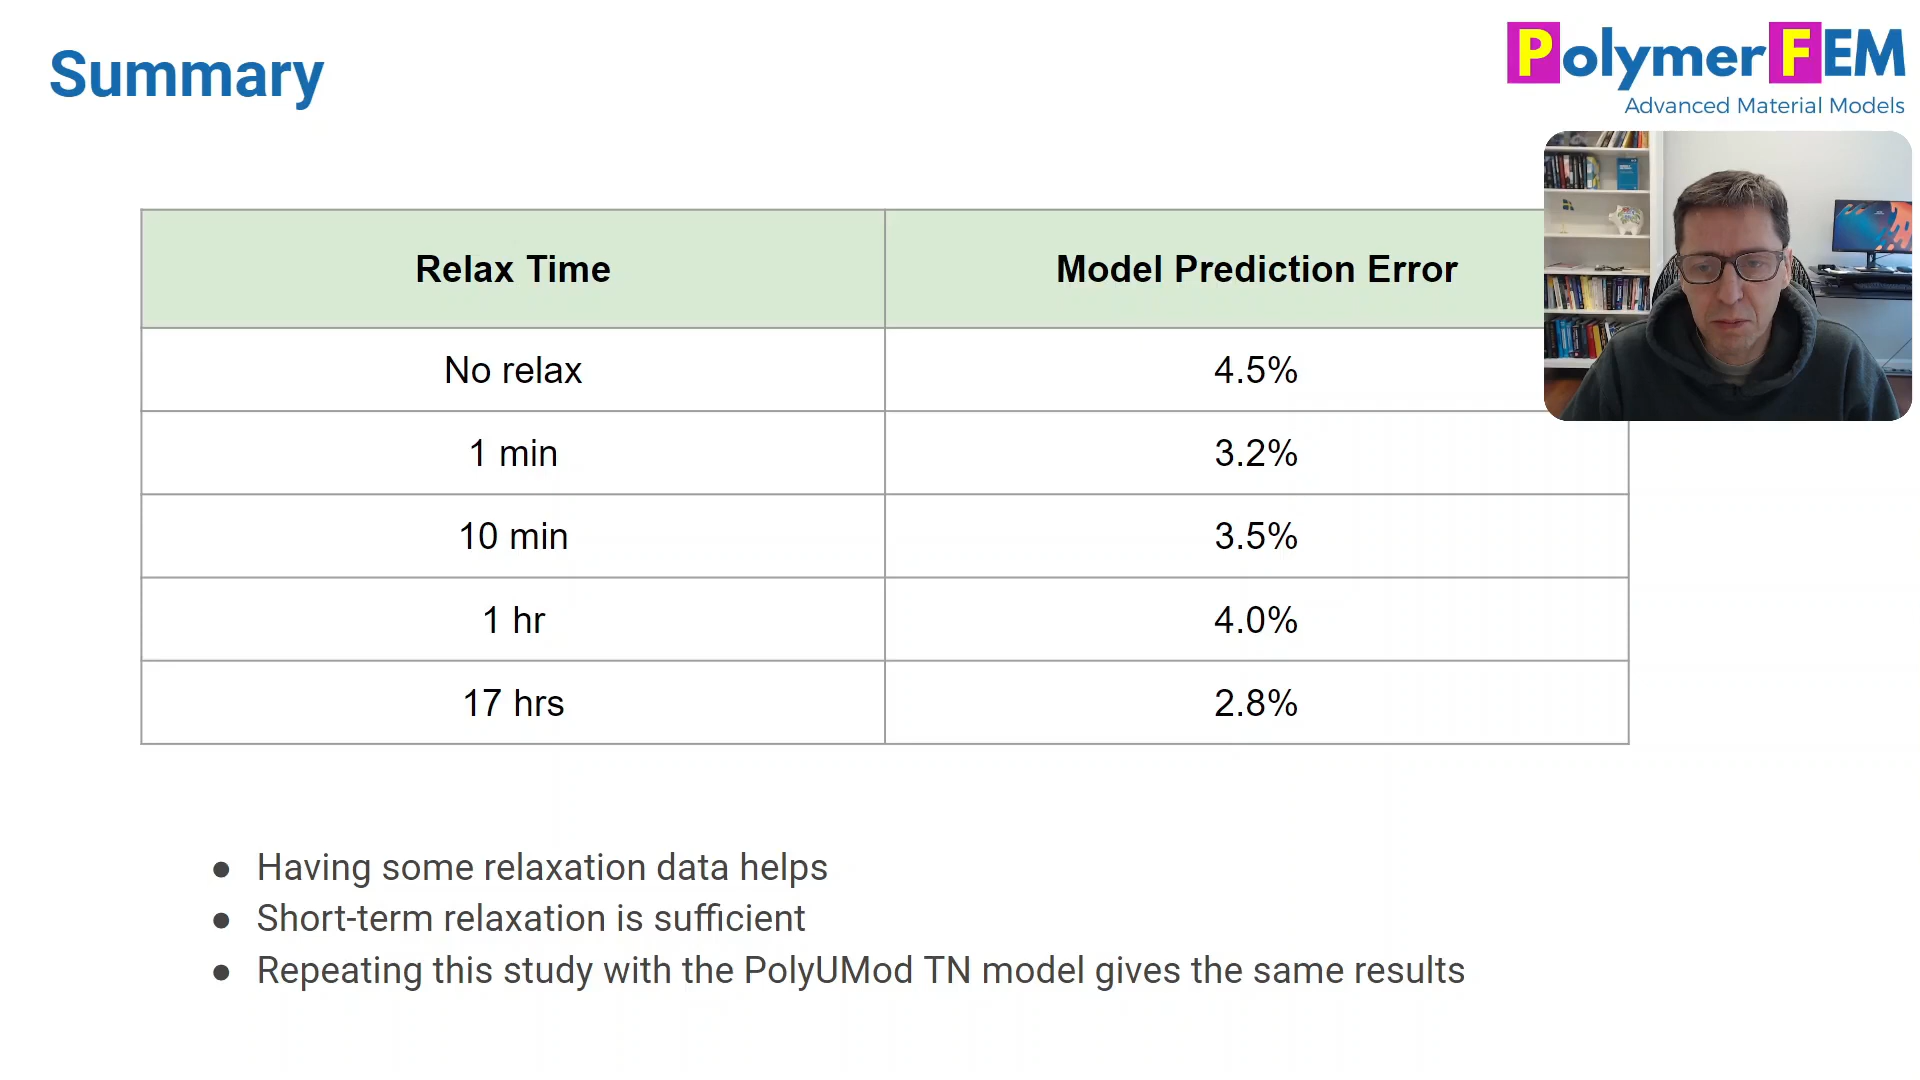 Summary
PolymerFEM
Advanced Material Models
Relax Time Model Prediction Error
No relax 4.5%
1 min 3.2%
10 min 3.5%
1 hr 4.0%
17 hrs 2.8%
● Having some relaxation data helps
● Short-term relaxation is sufficient
● Repeating this study with the PolyUMod TN model gives the same results